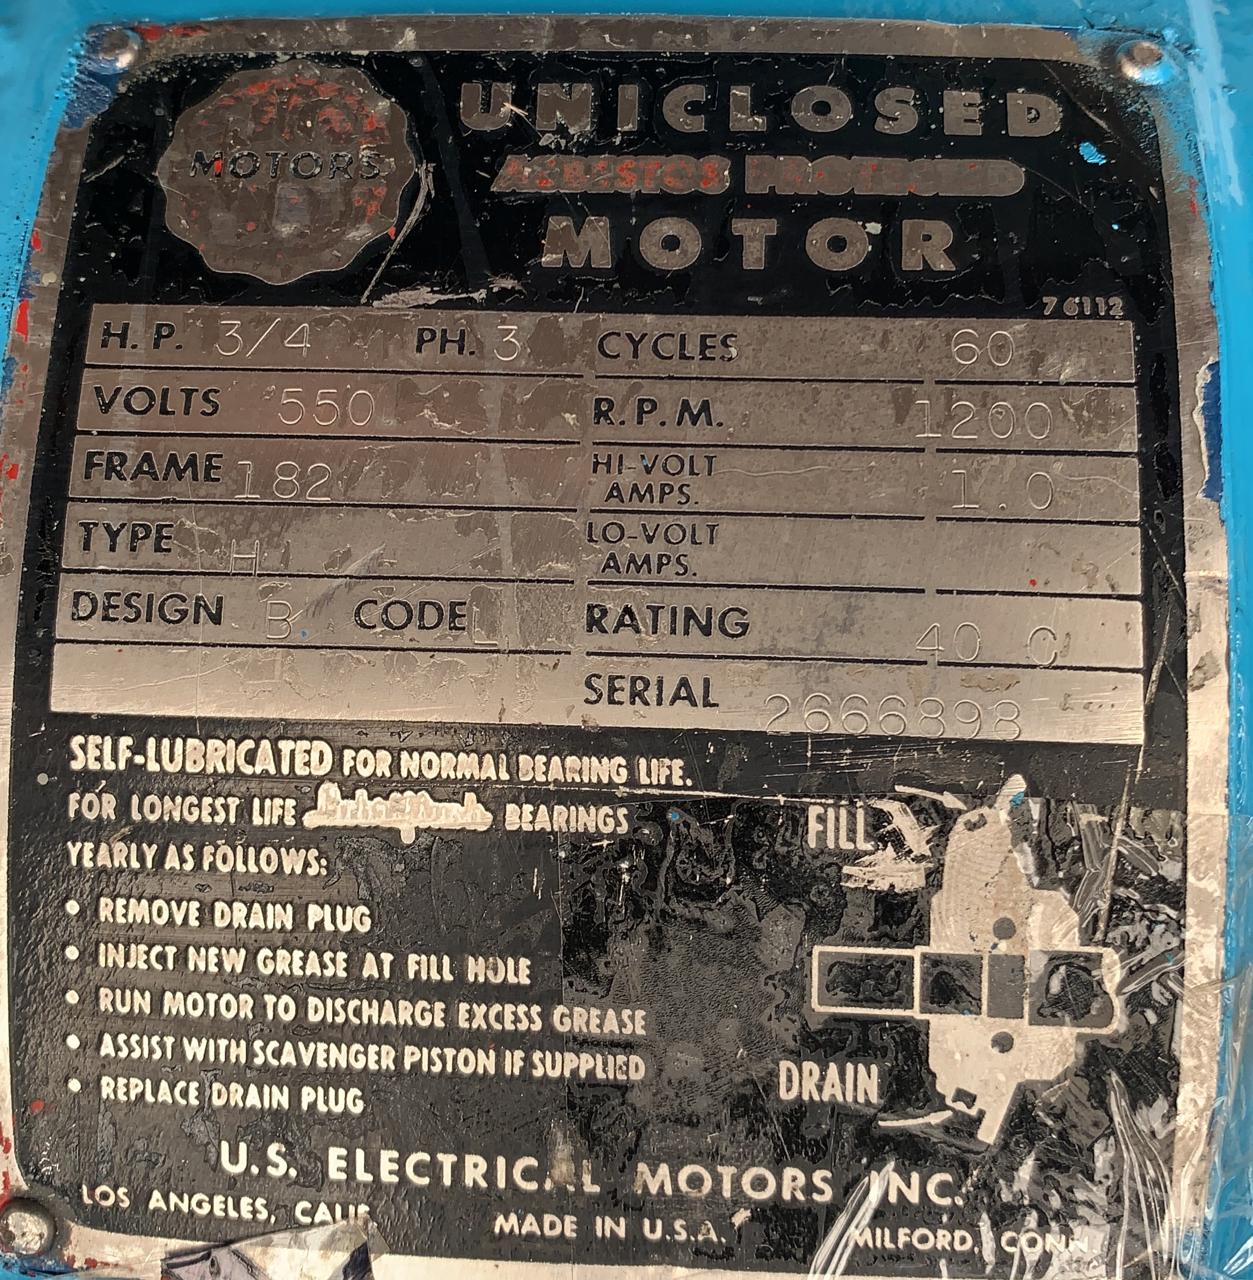 MOTORS
UNICLOSED
ASBESTOS PROTECTED
MOTOR
76112
H.P. 3/4 PH. 3 CYCLES 60
VOLTS 550 R.P.M. 1200
FRAME 182 HI-VOLT AMPS. 1.0
TYPE H LO-VOLT AMPS.
DESIGN B CODE L RATING 40 C
SERIAL 2666898
SELF-LUBRICATED FOR NORMAL BEARING LIFE.
FOR LONGEST LIFE BEARINGS
YEARLY AS FOLLOWS:
• REMOVE DRAIN PLUG
• INJECT NEW GREASE AT FILL HOLE
• RUN MOTOR TO DISCHARGE EXCESS GREASE
• ASSIST WITH SCAVENGER PISTON IF SUPPLIED
• REPLACE DRAIN PLUG
FILL
DRAIN
U.S. ELECTRICAL MOTORS INC.
LOS ANGELES, CALIF. MADE IN U.S.A. MILFORD, CONN.